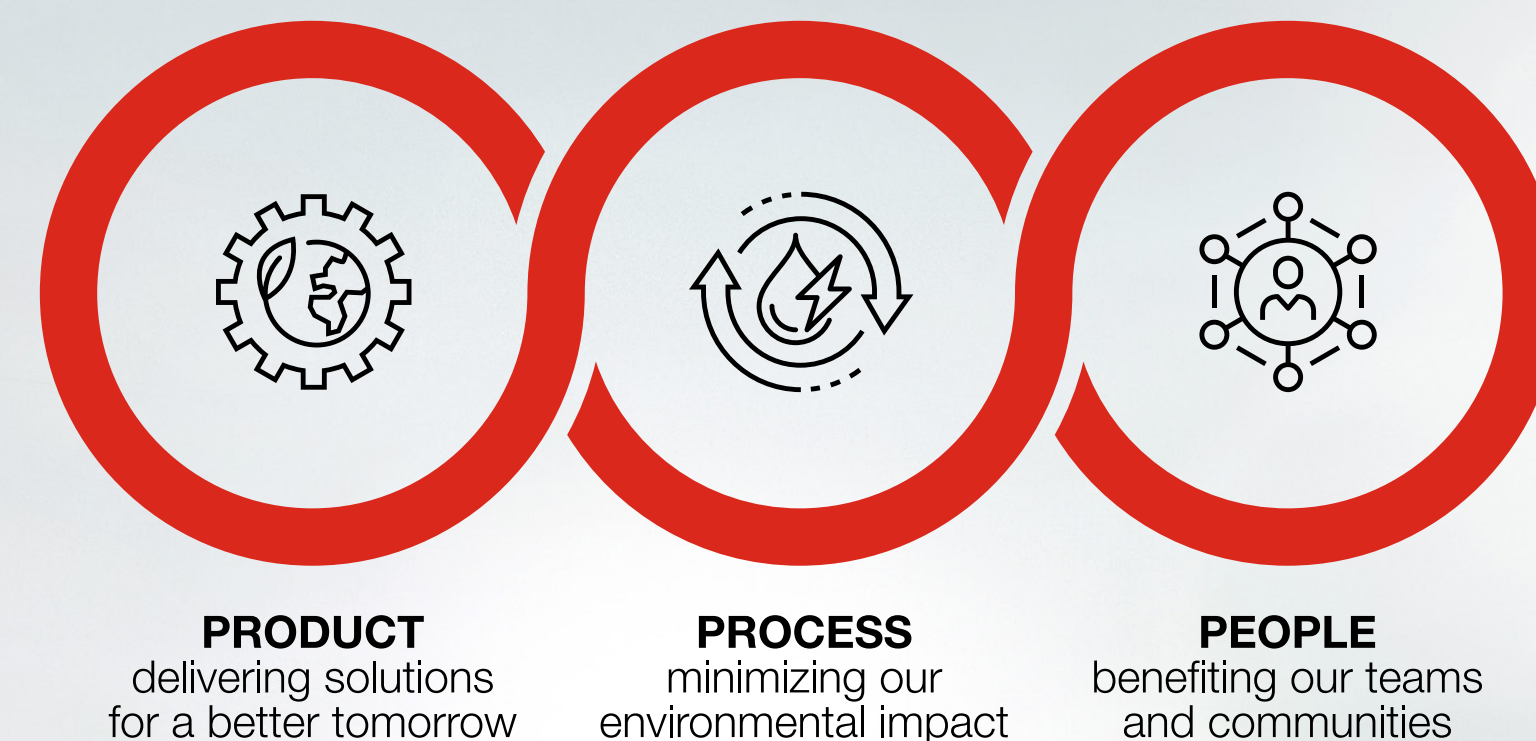 PRODUCT
delivering solutions
for a better tomorrow
PROCESS
minimizing our
environmental impact
PEOPLE
benefiting our teams
and communities